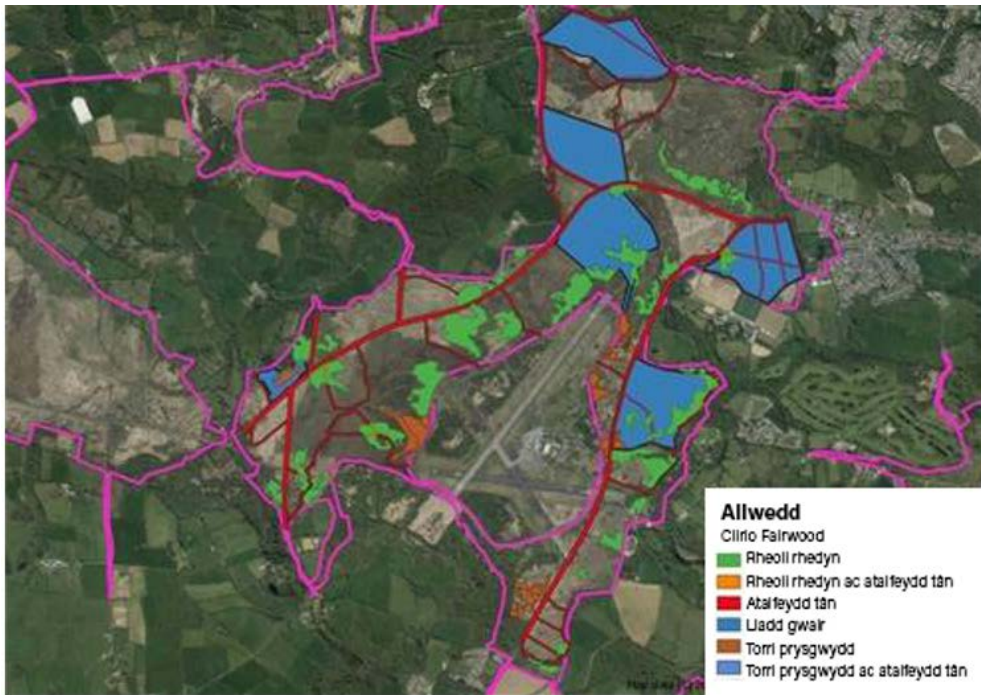 Allwedd
Clirio Fairwood
Rheoli rhedyn
Rheoli rhedyn ac atalfeydd tân
Atalfeydd tân
Lladd gwair
Torri prysgwydd
Torri prysgwydd ac atalfeydd tân